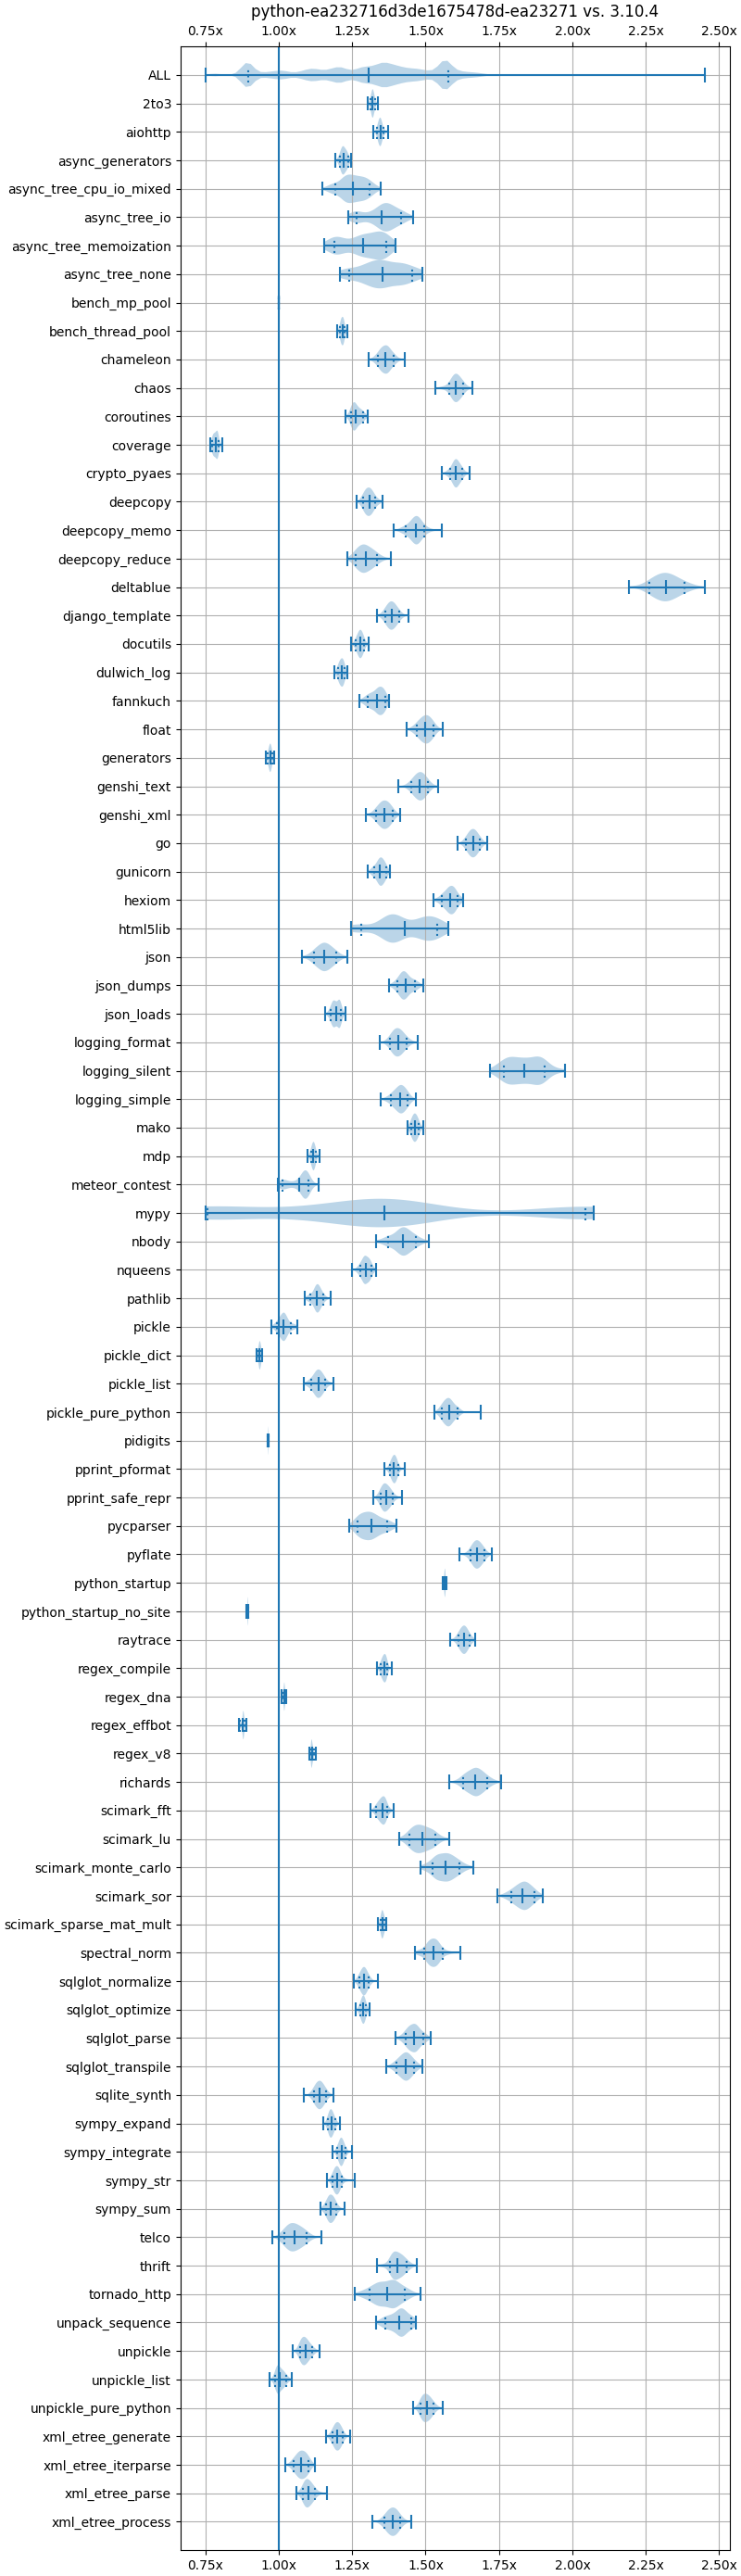 python-ea232716d3de1675478d-ea23271 vs. 3.10.4
0.75x 1.00x 1.25x 1.50x 1.75x 2.00x 2.25x 2.50x
ALL
2to3
aiohttp
async_generators
async_tree_cpu_io_mixed
async_tree_io
async_tree_memoization
async_tree_none
bench_mp_pool
bench_thread_pool
chameleon
chaos
coroutines
coverage
crypto_pyaes
deepcopy
deepcopy_memo
deepcopy_reduce
deltablue
django_template
docutils
dulwich_log
fannkuch
float
generators
genshi_text
genshi_xml
go
gunicorn
hexiom
html5lib
json
json_dumps
json_loads
logging_format
logging_silent
logging_simple
mako
mdp
meteor_contest
mypy
nbody
nqueens
pathlib
pickle
pickle_dict
pickle_list
pickle_pure_python
pidigits
pprint_pformat
pprint_safe_repr
pycparser
pyflate
python_startup
python_startup_no_site
raytrace
regex_compile
regex_dna
regex_effbot
regex_v8
richards
scimark_fft
scimark_lu
scimark_monte_carlo
scimark_sor
scimark_sparse_mat_mult
spectral_norm
sqlglot_normalize
sqlglot_optimize
sqlglot_parse
sqlglot_transpile
sqlite_synth
sympy_expand
sympy_integrate
sympy_str
sympy_sum
telco
thrift
tornado_http
unpack_sequence
unpickle
unpickle_list
unpickle_pure_python
xml_etree_generate
xml_etree_iterparse
xml_etree_parse
xml_etree_process
0.75x 1.00x 1.25x 1.50x 1.75x 2.00x 2.25x 2.50x